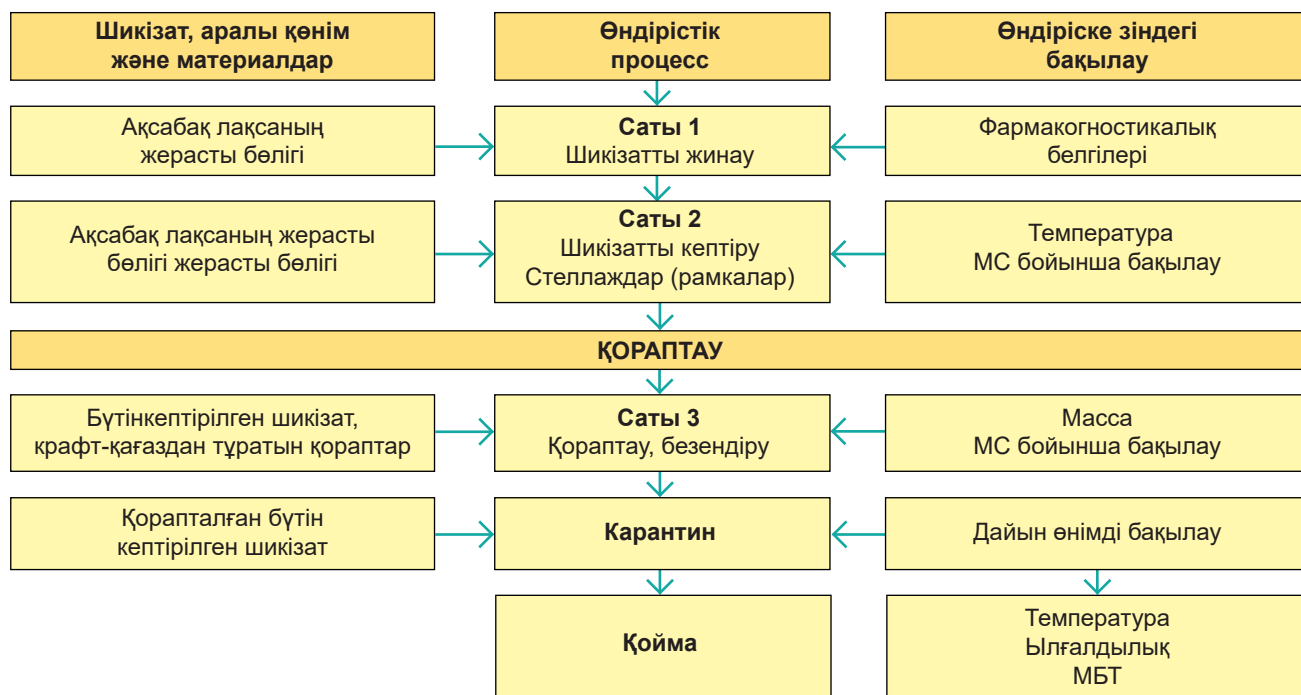 Шикізат, аралы қөнім
және материалдар
Өндірістік
процесс
Өндіріске зіндегі
бақылау
Ақсабақ лақсаның
жерасты бөлігі
Саты 1
Шикізатты жинау
Фармакогностикалық
белгілері
Ақсабақ лақсаның жерасты
бөлігі жерасты бөлігі
Саты 2
Шикізатты кептіру
Стеллаждар (рамкалар)
Температура
МС бойынша бақылау
ҚОРАПТАУ
Бүтінкептірілген шикізат,
крафт-қағаздан тұратын қораптар
Саты 3
Қораптау, безендіру
Масса
МС бойынша бақылау
Қорапталған бүтін
кептірілген шикізат
Карантин
Дайын өнімді бақылау
Қойма
Температура
Ылғалдылық
МБТ